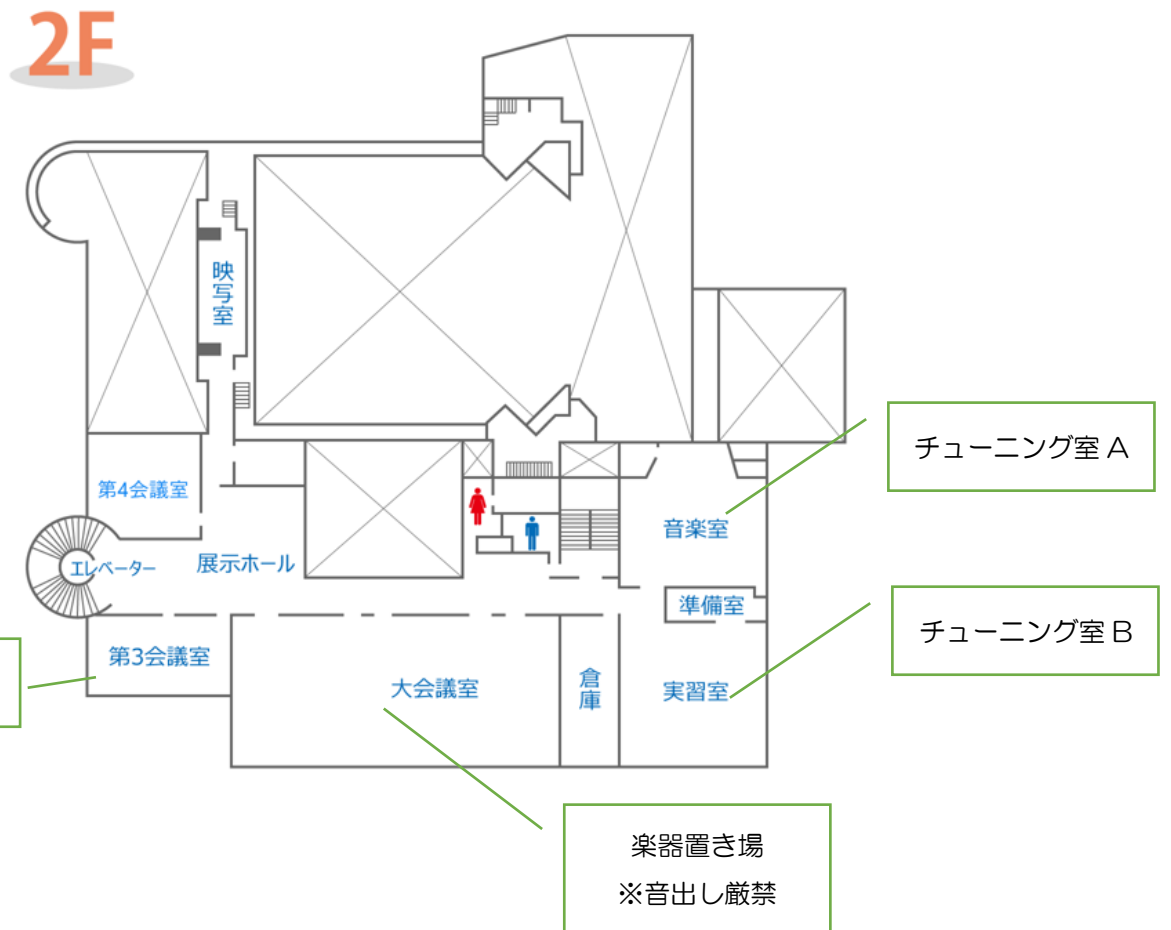 2F
映写室
チューニング室 A
第4会議室
音楽室
エレベーター
展示ホール
準備室
チューニング室 B
第3会議室
大会議室
倉庫
実習室
楽器置き場
※音出し厳禁